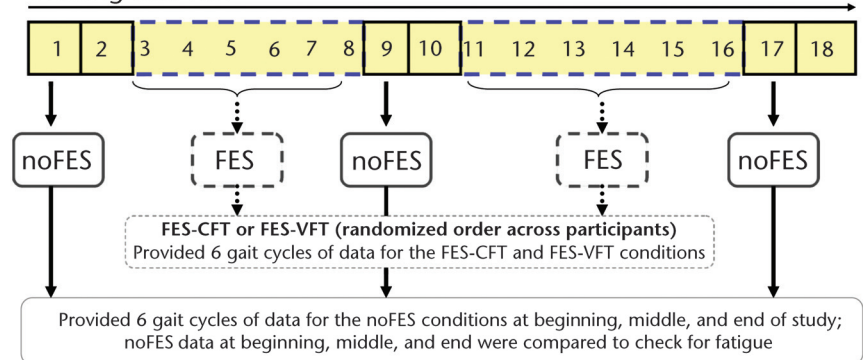 1 2 3 4 5 6 7 8 9 10 11 12 13 14 15 16 17 18
noFES FES noFES FES noFES
FES-CFT or FES-VFT (randomized order across participants)
Provided 6 gait cycles of data for the FES-CFT and FES-VFT conditions
Provided 6 gait cycles of data for the noFES conditions at beginning, middle, and end of study;
noFES data at beginning, middle, and end were compared to check for fatigue